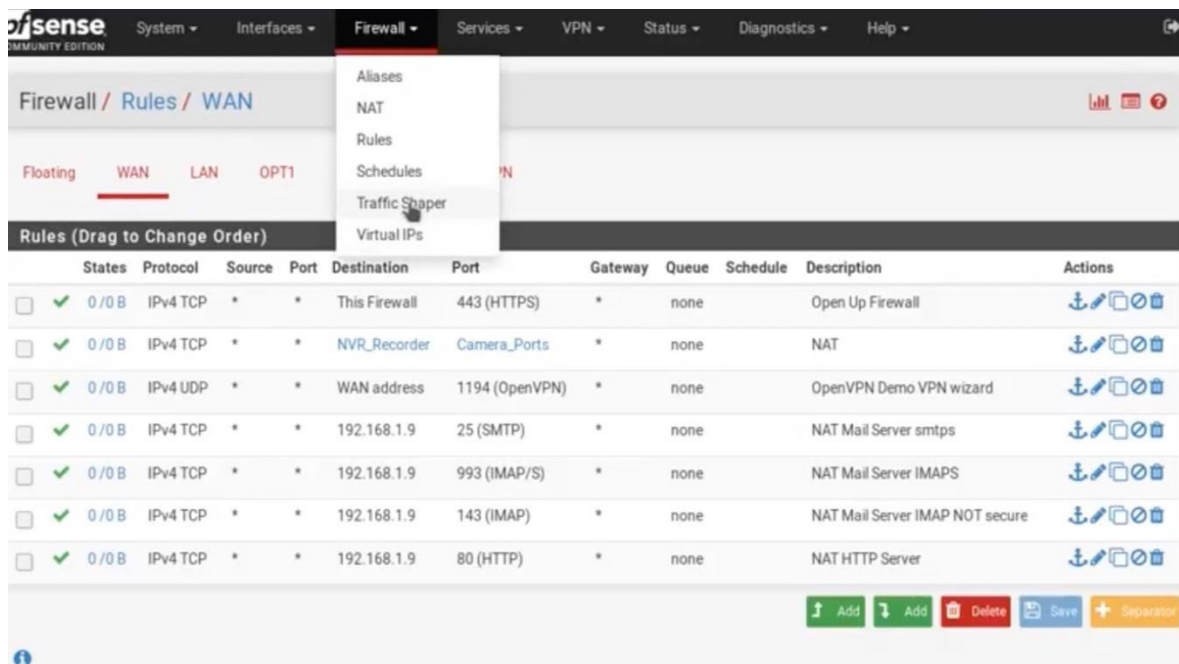 sense
COMMUNITY EDITION
System Interfaces Firewall Services VPN Status Diagnostics Help
Aliases
NAT
Rules
Schedules
Traffic Shaper
Virtual IPs
Firewall / Rules / WAN
Floating WAN LAN OPT1
Rules (Drag to Change Order)
States Protocol Source Port Destination Port Gateway Queue Schedule Description Actions
0/0 B IPv4 TCP * * This Firewall 443 (HTTPS) * none Open Up Firewall
0/0 B IPv4 TCP * * NVR_Recorder Camera_Ports * none NAT
0/0 B IPv4 UDP * * WAN address 1194 (OpenVPN) * none OpenVPN Demo VPN wizard
0/0 B IPv4 TCP * * 192.168.1.9 25 (SMTP) * none NAT Mail Server smtps
0/0 B IPv4 TCP * * 192.168.1.9 993 (IMAP/S) * none NAT Mail Server IMAPS
0/0 B IPv4 TCP * * 192.168.1.9 143 (IMAP) * none NAT Mail Server IMAP NOT secure
0/0 B IPv4 TCP * * 192.168.1.9 80 (HTTP) * none NAT HTTP Server
Add Add Delete Save Separator